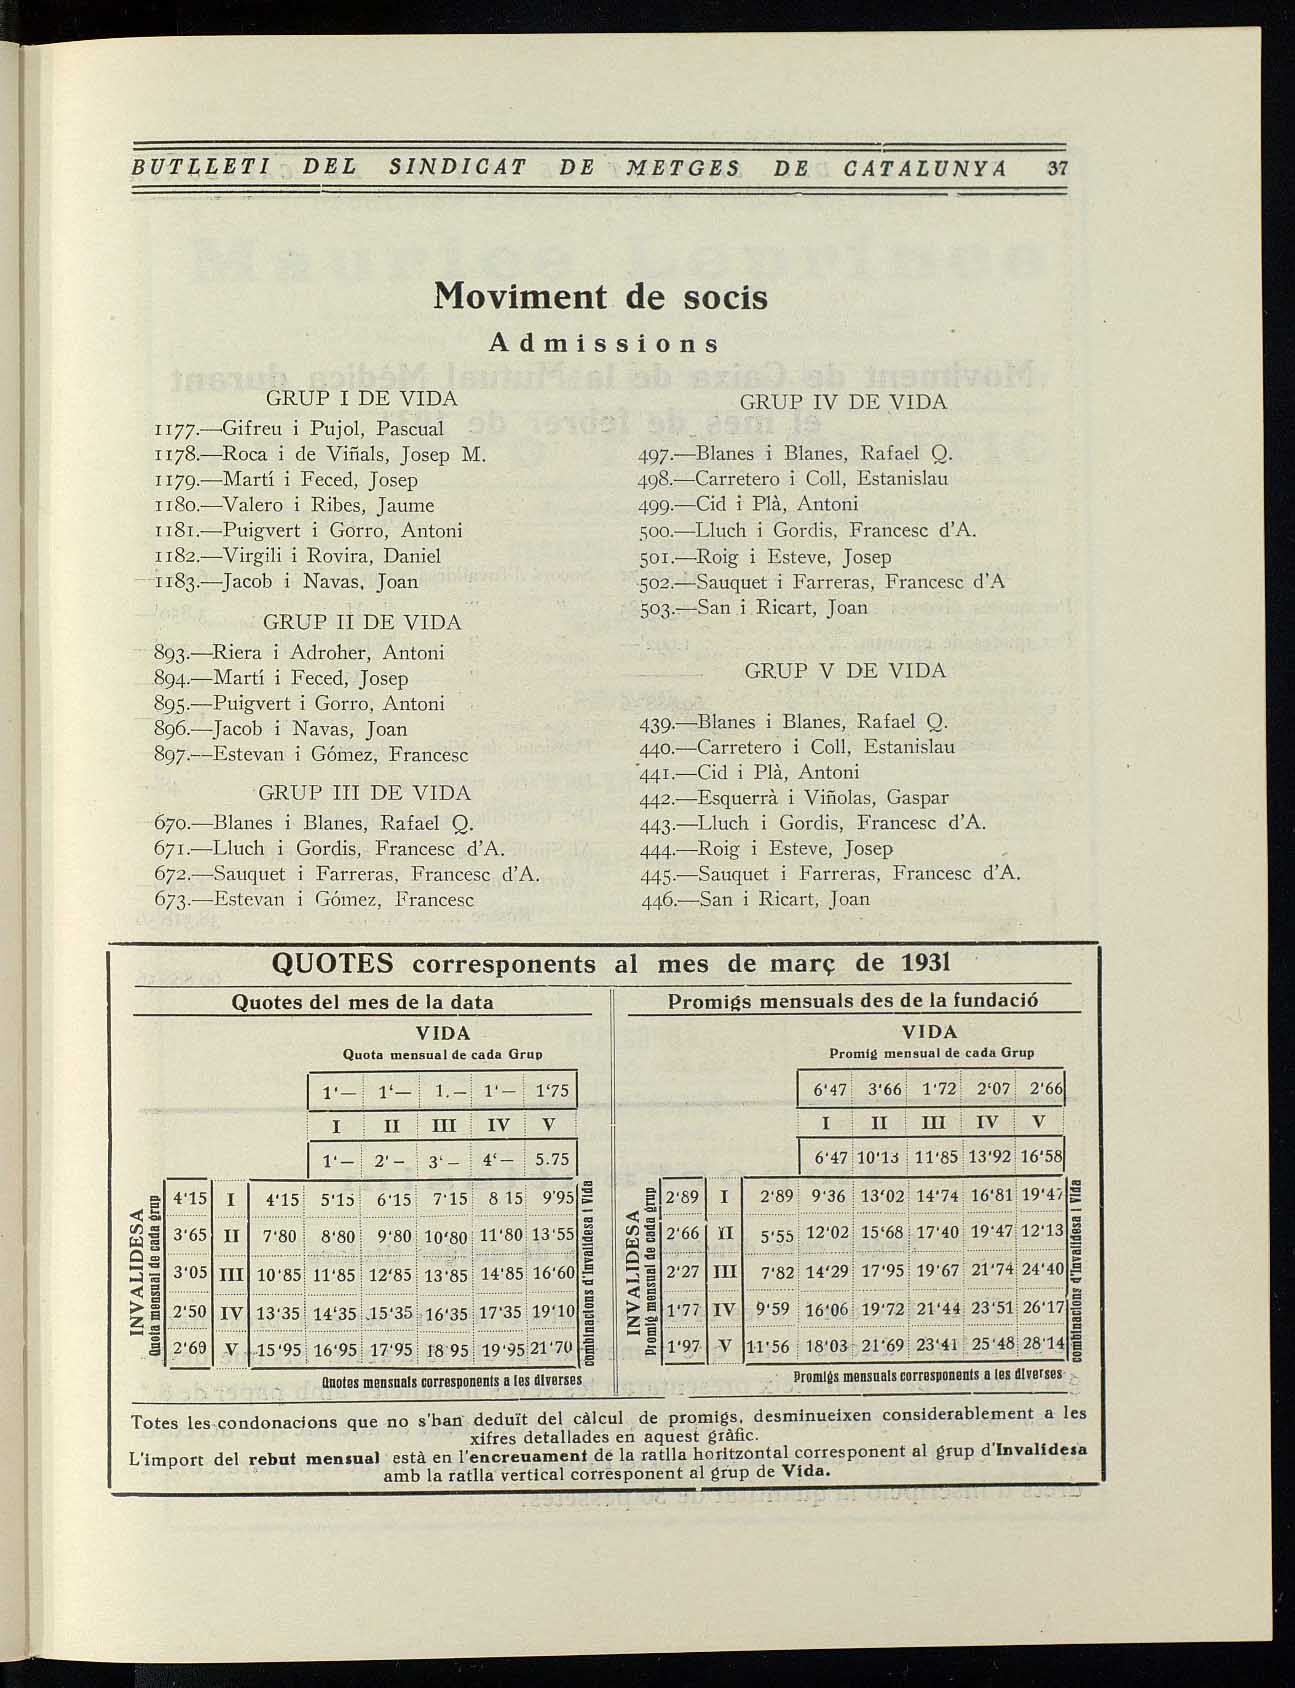 BUTLLETI DEL SINDICAT DE METGES DE CATALUNYA 37
Moviment de socis
Admissions
GRUP I DE VIDA
1177.—Gifreu i Pujol, Pascual
1178.—Roca i de Viñals, Josep M.
1179.—Martí i Feced, Josep
1180.—Valero i Ribes, Jaume
1181.—Puigvert i Gorro, Antoni
1182.—Virgili i Rovira, Daniel
1183.—Jacob i Navas, Joan
GRUP II DE VIDA
893.—Riera i Adroher, Antoni
894.—Martí i Feced, Josep
895.—Puigvert i Gorro, Antoni
896.—Jacob i Navas, Joan
897.—Estevan i Gómez, Francesc
GRUP III DE VIDA
670.—Blanes i Blanes, Rafael Q.
671.—Lluch i Gordis, Francesc d'A.
672.—Sauquet i Farreras, Francesc d'A.
673.—Estevan i Gómez, Francesc
GRUP IV DE VIDA
497.—Blanes i Blanes, Rafael Q.
498.—Carretero i Coll, Estanislau
499.—Cid i Plà, Antoni
500.—Lluch i Gordis, Francesc d'A.
501.—Roig i Esteve, Josep
502.—Sauquet i Farreras, Francesc d'A
503.—San i Ricart, Joan
GRUP V DE VIDA
439.—Blanes i Blanes, Rafael Q.
440.—Carretero i Coll, Estanislau
441.—Cid i Plà, Antoni
442.—Esquerrà i Viñolas, Gaspar
443.—Lluch i Gordis, Francesc d'A.
444.—Roig i Esteve, Josep
445.—Sauquet i Farreras, Francesc d'A.
446.—San i Ricart, Joan
QUOTES corresponents al mes de març de 1931
Quotes del mes de la data
VIDA
Quota mensual de cada Grup
1'— 1'— 1.— 1'— 1'75
I II III IV V
1'— 2'— 3'— 4'— 5.75
INVALIDESA
Quota mensual de cada grup
4'15 I 4'15 5'15 6'15 7'15 8 15 9'95
3'65 II 7'80 8'80 9'80 10'80 11'80 13'55
3'05 III 10'85 11'85 12'85 13'85 14'85 16'60
2'50 IV 13'35 14'35 15'35 16'35 17'35 19'10
2'60 V 15'95 16'95 17'95 18 95 19'95 21'70
combinacions d'Invalidesa i Vida
Quotes mensuals corresponents a les diverses
Promigs mensuals des de la fundació
VIDA
Promig mensual de cada Grup
6'47 3'66 1'72 2'07 2'66
I II III IV V
6'47 10'13 11'85 13'92 16'58
INVALIDESA
Promig mensual de cada grup
2'89 I 2'89 9'36 13'02 14'74 16'81 19'47
2'66 II 5'55 12'02 15'68 17'40 19'47 12'13
2'27 III 7'82 14'29 17'95 19'67 21'74 24'40
1'77 IV 9'59 16'06 19'72 21'44 23'51 26'17
1'97 V 11'56 18'03 21'69 23'41 25'48 28'14
combinacions d'Invalidesa i Vida
Promigs mensuals corresponents a les diverses
Totes les condonacions que no s'han deduït del càlcul de promigs, desminueixen considerablement a les
xifres detallades en aquest gràfic.
L'import del rebut mensual està en l'encreuament de la ratlla horitzontal corresponent al grup d'Invalidesa
amb la ratlla vertical corresponent al grup de Vida.